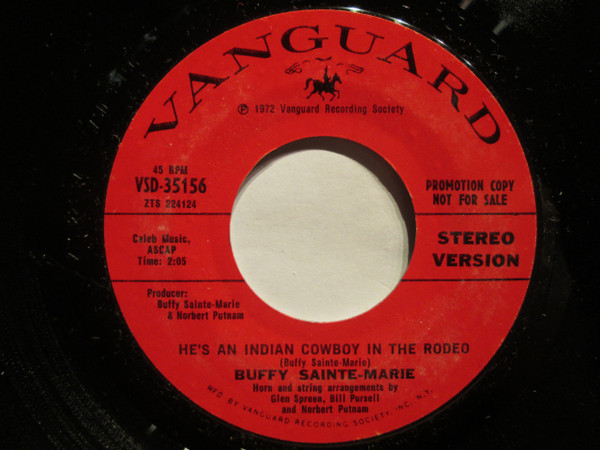 VANGUARD
℗ 1972 Vanguard Recording Society
45 RPM
VSD-35156
ZTS 224124
PROMOTION COPY
NOT FOR SALE
Caleb Music,
ASCAP
Time: 2:05
STEREO
VERSION
Producer:
Buffy Sainte-Marie
& Norbert Putnam
HE'S AN INDIAN COWBOY IN THE RODEO
(Buffy Sainte-Marie)
BUFFY SAINTE-MARIE
Horn and string arrangements by
Glen Spreen, Bill Pursell
and Norbert Putnam
MFD BY VANGUARD RECORDING SOCIETY, INC. N.Y.